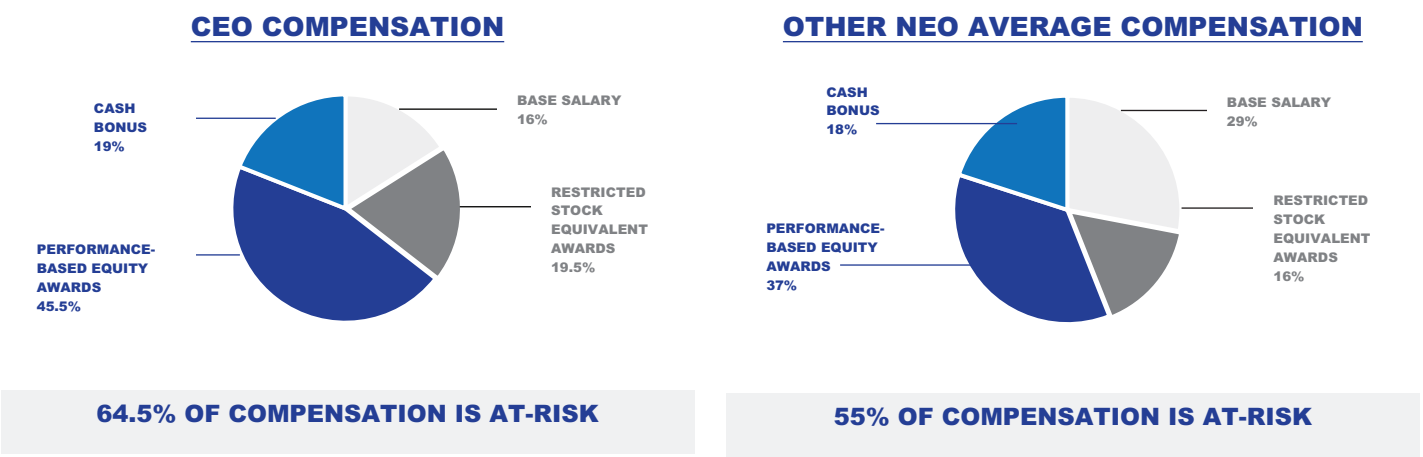 CEO COMPENSATION
CASH
BONUS
19%
BASE SALARY
16%
RESTRICTED
STOCK
EQUIVALENT
AWARDS
19.5%
PERFORMANCE-
BASED EQUITY
AWARDS
45.5%
64.5% OF COMPENSATION IS AT-RISK
OTHER NEO AVERAGE COMPENSATION
CASH
BONUS
18%
BASE SALARY
29%
RESTRICTED
STOCK
EQUIVALENT
AWARDS
16%
PERFORMANCE-
BASED EQUITY
AWARDS
37%
55% OF COMPENSATION IS AT-RISK